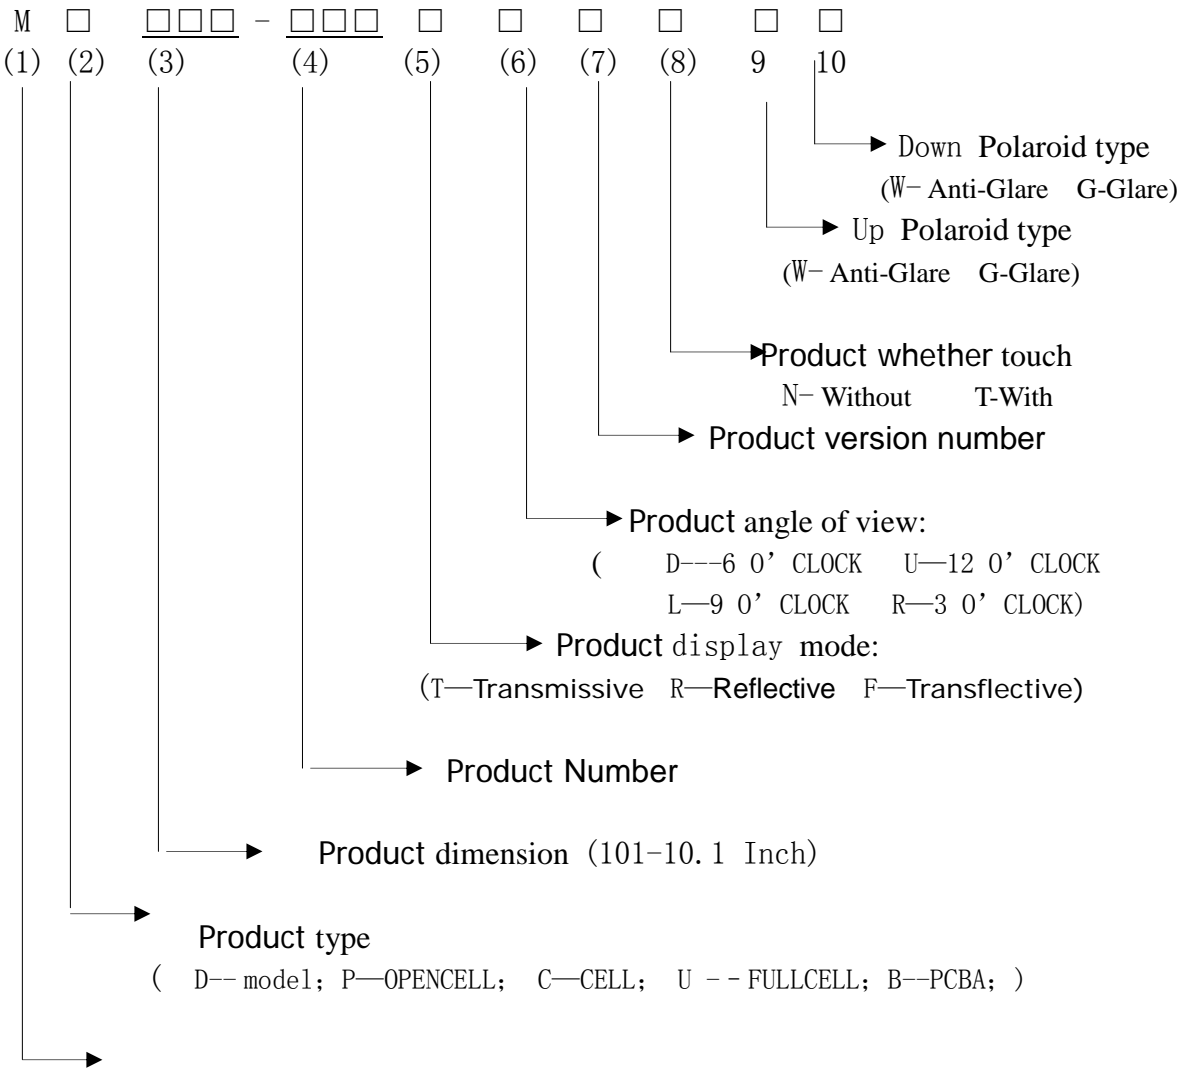 M □ □□□ - □□□ □ □ □ □ □ □
(1) (2) (3) (4) (5) (6) (7) (8) 9 10
Down Polaroid type
(W- Anti-Glare G-Glare)
Up Polaroid type
(W- Anti-Glare G-Glare)
Product whether touch
N- Without T-With
Product version number
Product angle of view:
( D---6 O’ CLOCK U—12 O’ CLOCK
L—9 O’ CLOCK R—3 O’ CLOCK)
Product display mode:
(T—Transmissive R—Reflective F—Transflective)
Product Number
Product dimension (101-10.1 Inch)
Product type
( D-- model; P—OPENCELL; C—CELL; U --FULLCELL; B--PCBA; )